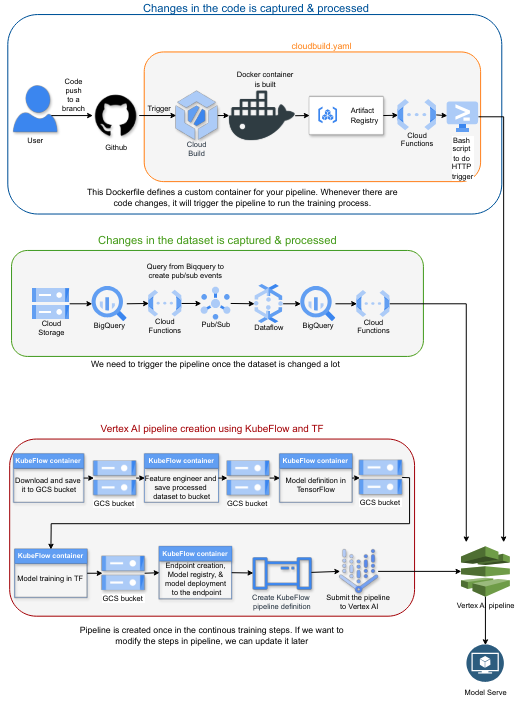 Changes in the code is captured & processed
cloudbuild.yaml
Code
push
to a
branch
User
Github
Trigger
Cloud
Build
Docker container
is built
Artifact
Registry
Cloud
Functions
Bash
script
to do
HTTP
trigger
This Dockerfile defines a custom container for your pipeline. Whenever there are
code changes, it will trigger the pipeline to run the training process.
Changes in the dataset is captured & processed
Query from Bigquery to
create pub/sub events
Cloud
Storage
BigQuery
Cloud
Functions
Pub/Sub
Dataflow
BigQuery
Cloud
Functions
We need to trigger the pipeline once the dataset is changed a lot
Vertex AI pipeline creation using KubeFlow and TF
KubeFlow container
Download and save
it to GCS bucket
GCS bucket
KubeFlow container
Feature engineer and
save processed
dataset to bucket
GCS bucket
KubeFlow container
Model definition in
TensorFlow
GCS bucket
KubeFlow container
Model training in TF
GCS bucket
KubeFlow container
Endpoint creation,
Model registry, &
model deployment
to the endpoint
Create KubeFlow
pipeline definition
Submit the pipeline
to Vertex AI
Vertex AI pipeline
Pipeline is created once in the continous training steps. If we want to
modify the steps in pipeline, we can update it later
Model Serve